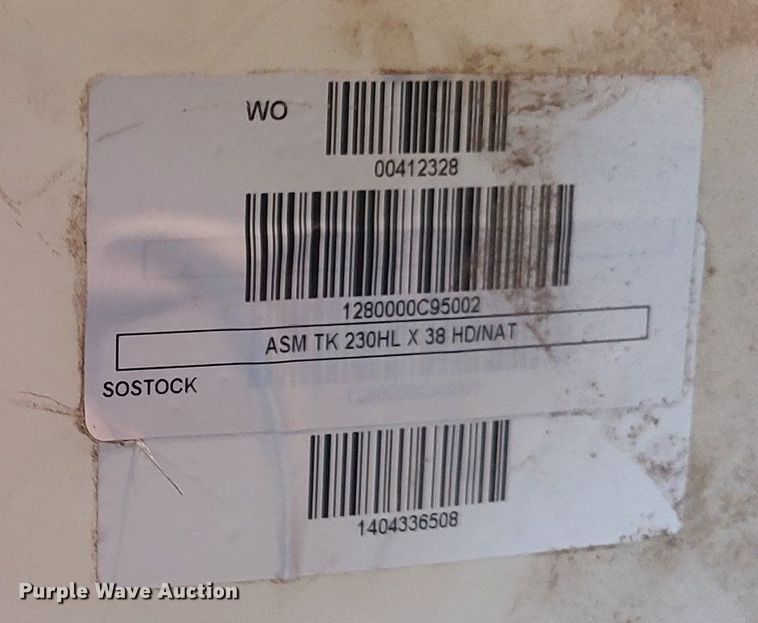 WO
00412328
1280000C95002
ASM TK 230HL X 38 HD/NAT
SOSTOCK
1404336508
Purple Wave Auction